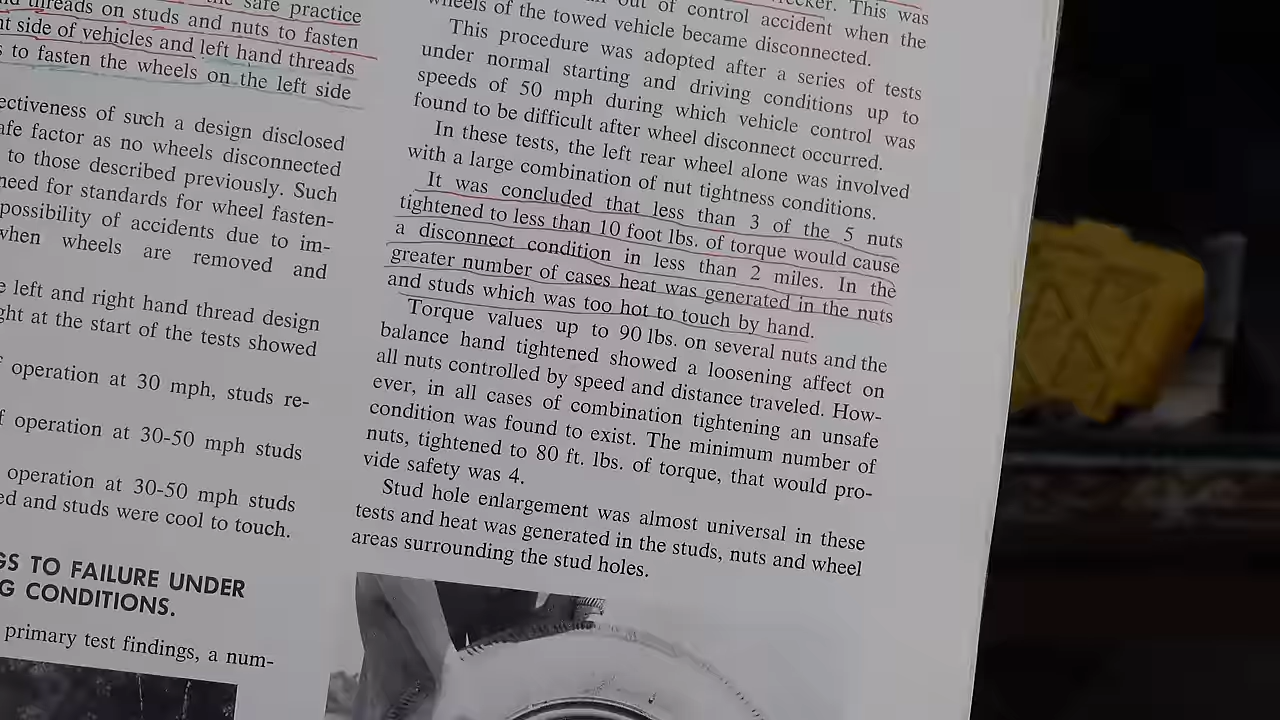 the safe practice
threads on studs and nuts to fasten
side of vehicles and left hand threads
to fasten the wheels on the left side
of such a design disclosed
factor as no wheels disconnected
to those described previously. Such
need for standards for wheel fasten-
possibility of accidents due to im-
when wheels are removed and
left and right hand thread design
at the start of the tests showed
operation at 30 mph, studs re-
operation at 30-50 mph studs
operation at 30-50 mph studs
and studs were cool to touch.
TO FAILURE UNDER
CONDITIONS.
primary test findings, a num-
out of control accident when the
This was
wheels of the towed vehicle became disconnected.
This procedure was adopted after a series of tests
under normal starting and driving conditions up to
speeds of 50 mph during which vehicle control was
found to be difficult after wheel disconnect occurred.
In these tests, the left rear wheel alone was involved
with a large combination of nut tightness conditions.
It was concluded that less than 3 of the 5 nuts
tightened to less than 10 foot lbs. of torque would cause
a disconnect condition in less than 2 miles. In the
greater number of cases heat was generated in the nuts
and studs which was too hot to touch by hand.
Torque values up to 90 lbs. on several nuts and the
balance hand tightened showed a loosening affect on
all nuts controlled by speed and distance traveled. How-
ever, in all cases of combination tightening an unsafe
condition was found to exist. The minimum number of
nuts, tightened to 80 ft. lbs. of torque, that would pro-
vide safety was 4.
Stud hole enlargement was almost universal in these
tests and heat was generated in the studs, nuts and wheel
areas surrounding the stud holes.